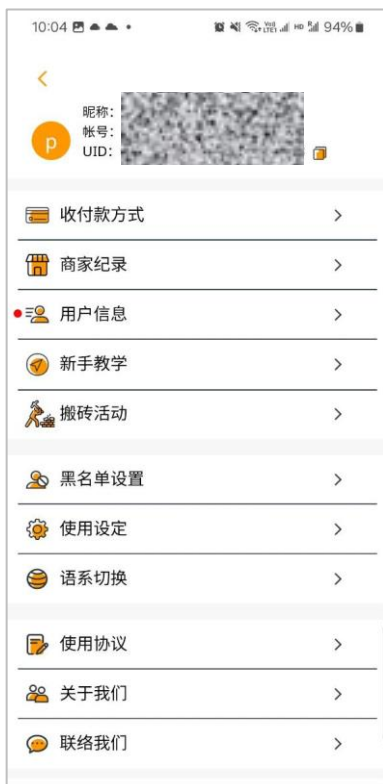 10:04 HD 94%
昵称：
帐号：
p
UID：
收付款方式
商家纪录
用户信息
新手教学
搬砖活动
黑名单设置
使用设定
语系切换
使用协议
关于我们
联络我们